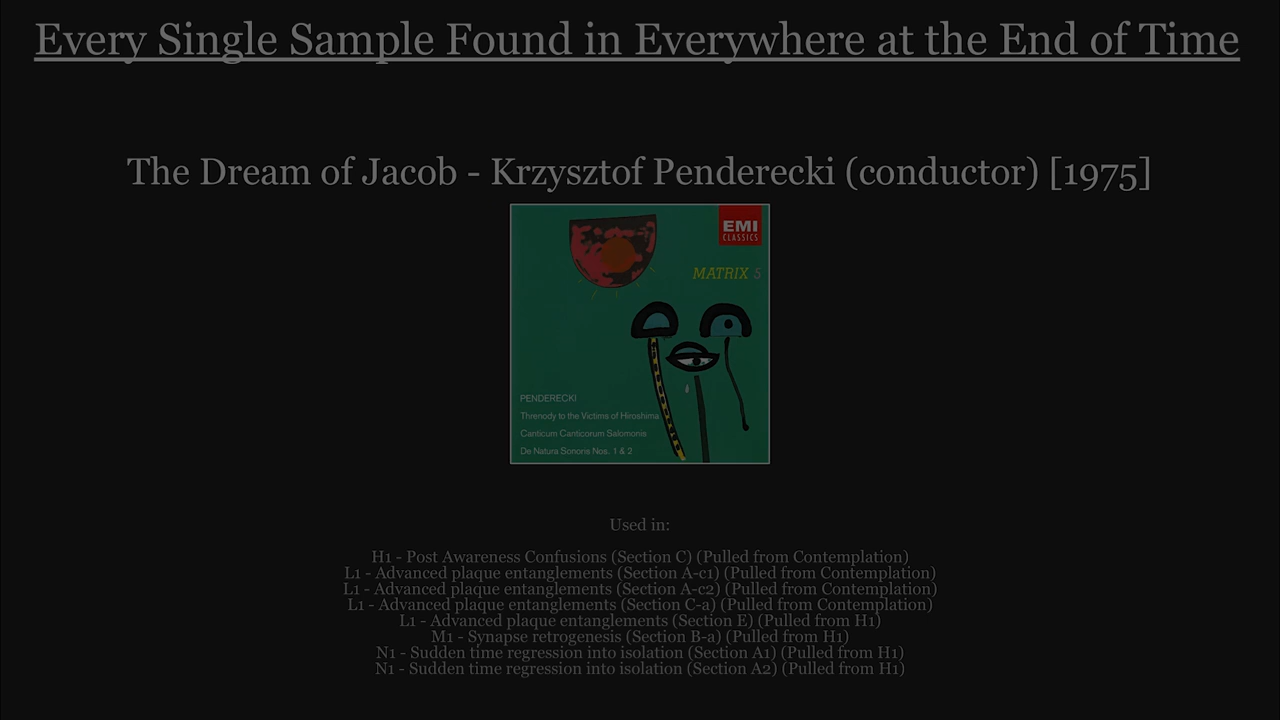 Every Single Sample Found in Everywhere at the End of Time
The Dream of Jacob - Krzysztof Penderecki (conductor) [1975]
EMI
CLASSICS
MATRIX 5
PENDERECKI
Threnody to the Victims of Hiroshima
Canticum Canticorum Salomonis
De Natura Sonoris Nos. 1 & 2
Used in:
H1 - Post Awareness Confusions (Section C) (Pulled from Contemplation)
L1 - Advanced plaque entanglements (Section A-c1) (Pulled from Contemplation)
L1 - Advanced plaque entanglements (Section A-c2) (Pulled from Contemplation)
L1 - Advanced plaque entanglements (Section C-a) (Pulled from Contemplation)
L1 - Advanced plaque entanglements (Section E) (Pulled from H1)
M1 - Synapse retrogenesis (Section B-a) (Pulled from H1)
N1 - Sudden time regression into isolation (Section A1) (Pulled from H1)
N1 - Sudden time regression into isolation (Section A2) (Pulled from H1)